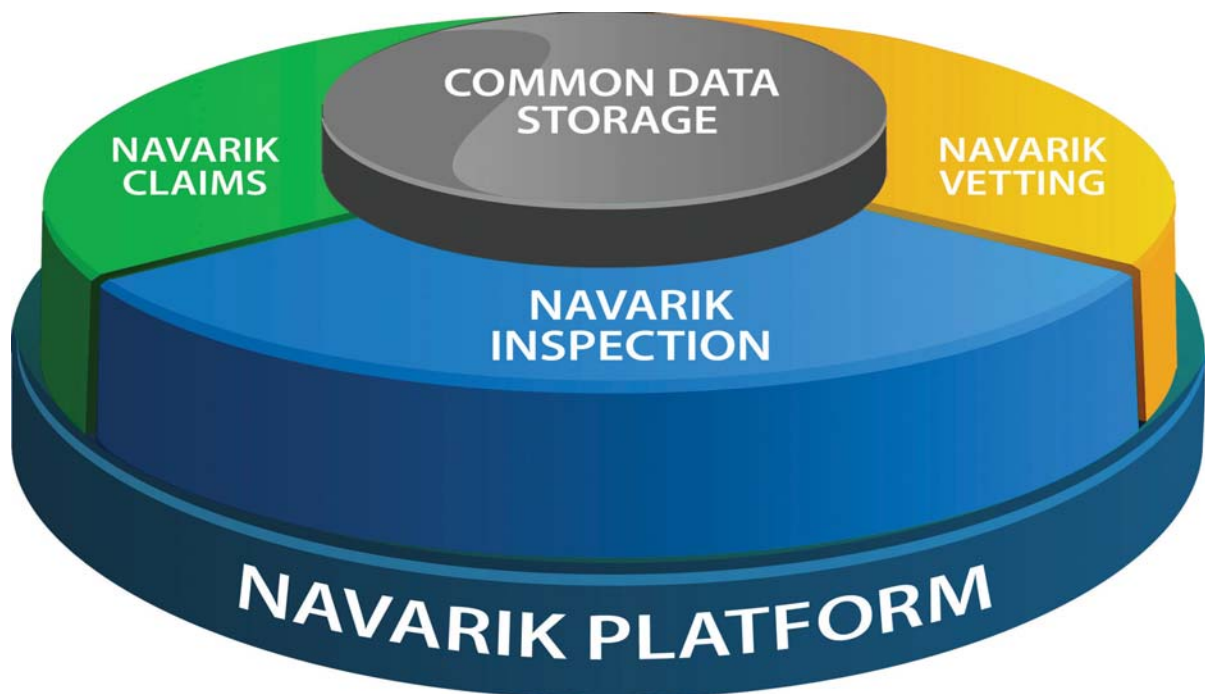 COMMON DATA
STORAGE
NAVARIK
CLAIMS
NAVARIK
VETTING
NAVARIK
INSPECTION
NAVARIK PLATFORM